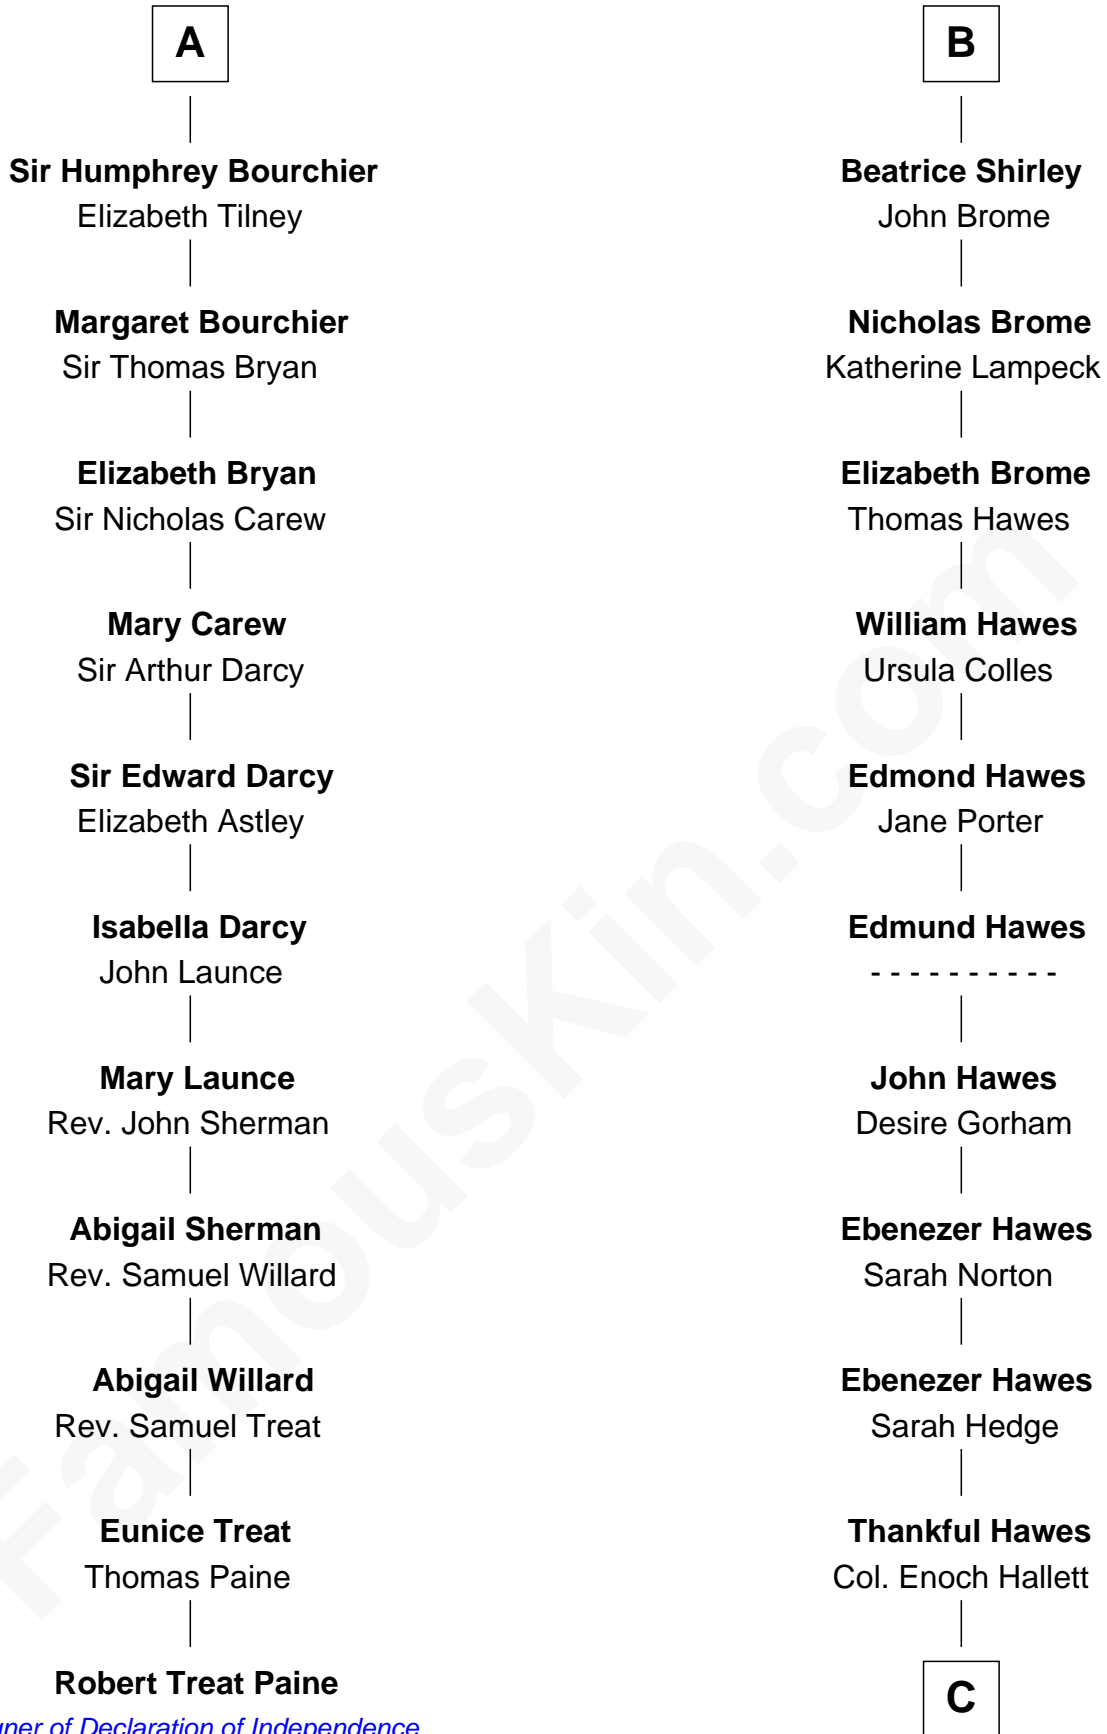 A
Sir Humphrey Bourchier
Elizabeth Tilney
Margaret Bourchier
Sir Thomas Bryan
Elizabeth Bryan
Sir Nicholas Carew
Mary Carew
Sir Arthur Darcy
Sir Edward Darcy
Elizabeth Astley
Isabella Darcy
John Launce
Mary Launce
Rev. John Sherman
Abigail Sherman
Rev. Samuel Willard
Abigail Willard
Rev. Samuel Treat
Eunice Treat
Thomas Paine
Robert Treat Paine
of Declaration of Independence
B
Beatrice Shirley
John Brome
Nicholas Brome
Katherine Lampeck
Elizabeth Brome
Thomas Hawes
William Hawes
Ursula Colles
Edmond Hawes
Jane Porter
Edmund Hawes
- - - - - - - - - -
John Hawes
Desire Gorham
Ebenezer Hawes
Sarah Norton
Ebenezer Hawes
Sarah Hedge
Thankful Hawes
Col. Enoch Hallett
C
FamousKin.com